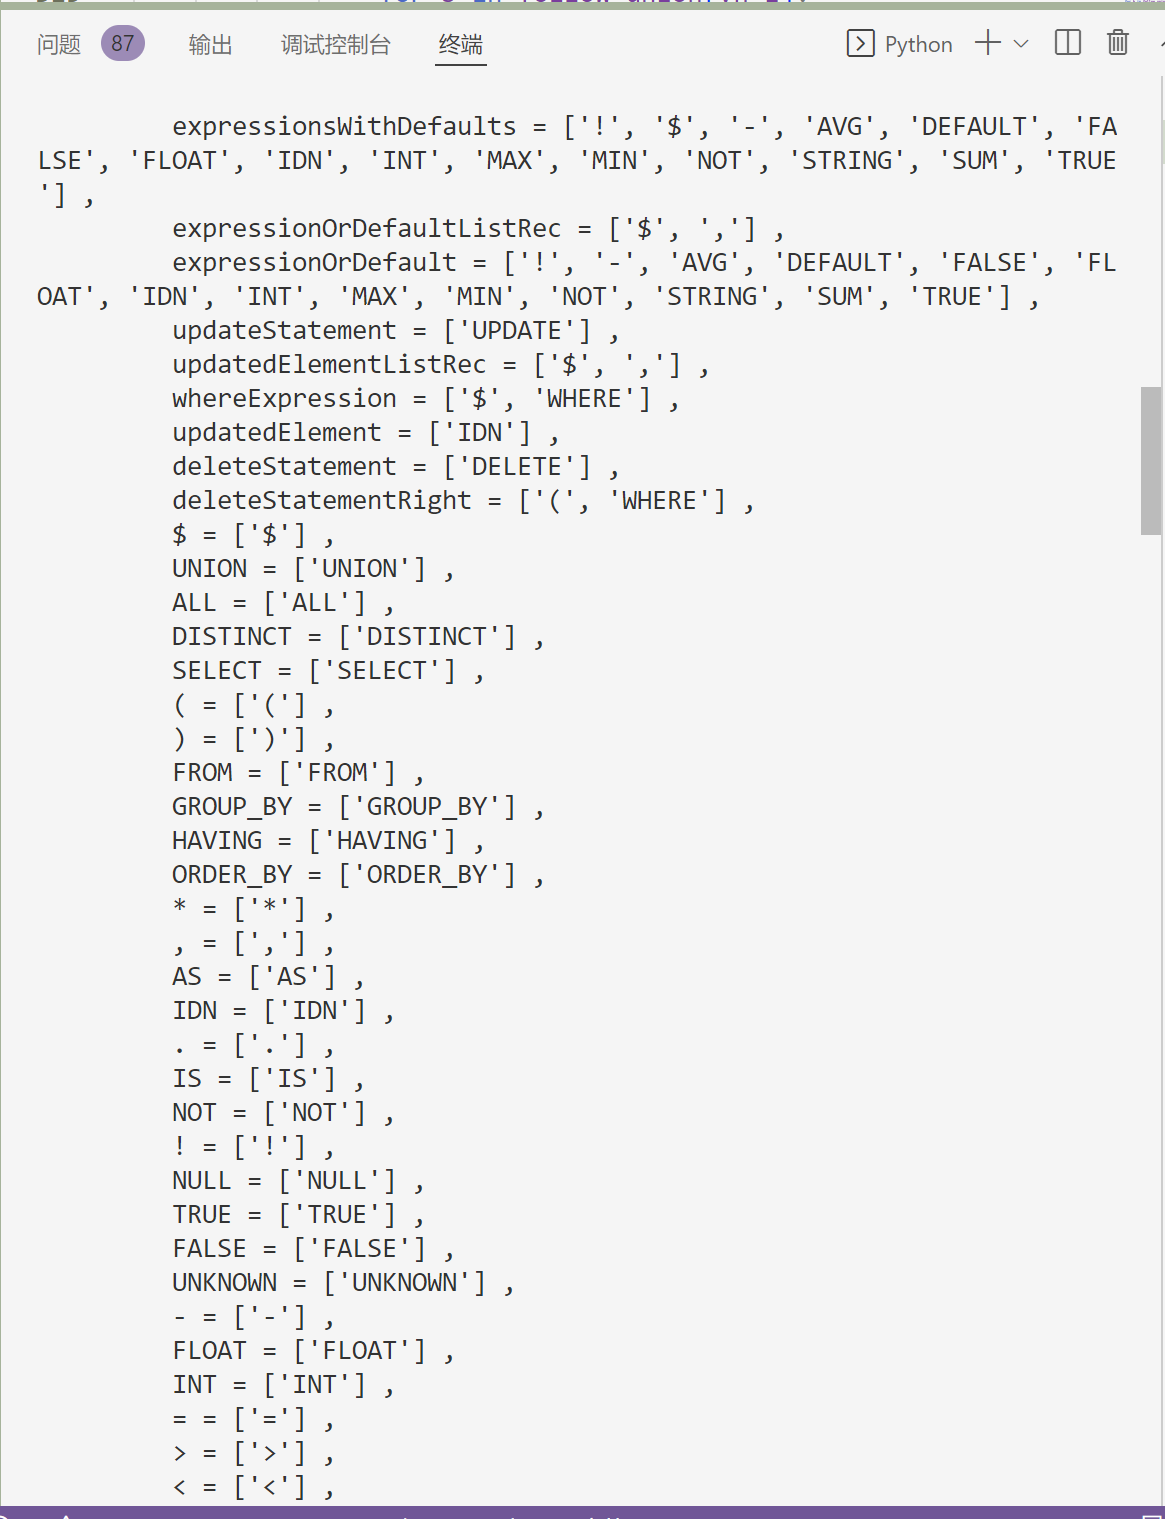 问题 87 输出 调试控制台 终端 Python
expressionsWithDefaults = ['!', '$', '-', 'AVG', 'DEFAULT', 'FA
LSE', 'FLOAT', 'IDN', 'INT', 'MAX', 'MIN', 'NOT', 'STRING', 'SUM', 'TRUE
'] ,
expressionOrDefaultListRec = ['$', ','] ,
expressionOrDefault = ['!', '-', 'AVG', 'DEFAULT', 'FALSE', 'FL
OAT', 'IDN', 'INT', 'MAX', 'MIN', 'NOT', 'STRING', 'SUM', 'TRUE'] ,
updateStatement = ['UPDATE'] ,
updatedElementListRec = ['$', ','] ,
whereExpression = ['$', 'WHERE'] ,
updatedElement = ['IDN'] ,
deleteStatement = ['DELETE'] ,
deleteStatementRight = ['(', 'WHERE'] ,
$ = ['$'] ,
UNION = ['UNION'] ,
ALL = ['ALL'] ,
DISTINCT = ['DISTINCT'] ,
SELECT = ['SELECT'] ,
( = ['('] ,
) = [')'] ,
FROM = ['FROM'] ,
GROUP_BY = ['GROUP_BY'] ,
HAVING = ['HAVING'] ,
ORDER_BY = ['ORDER_BY'] ,
* = ['*'] ,
, = [','] ,
AS = ['AS'] ,
IDN = ['IDN'] ,
. = ['.'] ,
IS = ['IS'] ,
NOT = ['NOT'] ,
! = ['!'] ,
NULL = ['NULL'] ,
TRUE = ['TRUE'] ,
FALSE = ['FALSE'] ,
UNKNOWN = ['UNKNOWN'] ,
- = ['-'] ,
FLOAT = ['FLOAT'] ,
INT = ['INT'] ,
= = ['='] ,
> = ['>'] ,
< = ['<'] ,